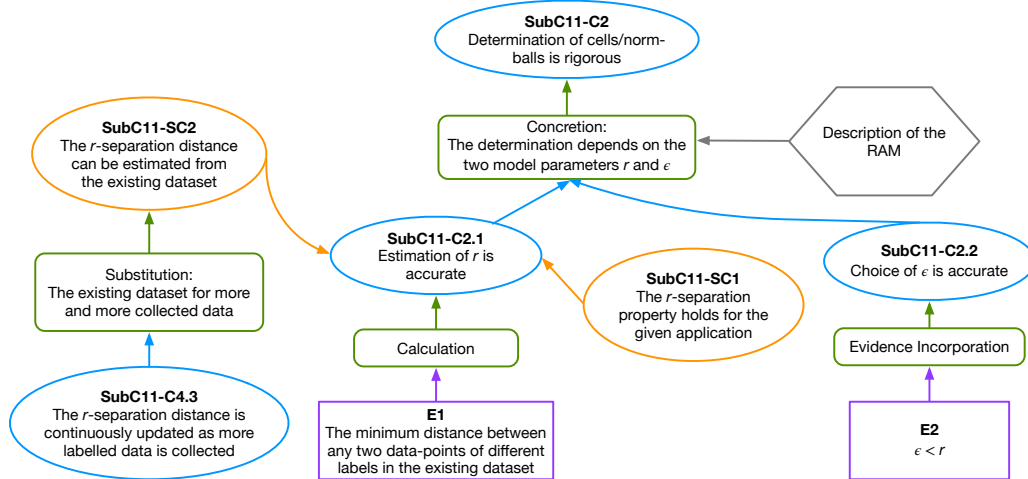 SubC11-C2
Determination of cells/norm-
balls is rigorous
SubC11-SC2
The r-separation distance
can be estimated from
the existing dataset
Concretion:
The determination depends on the
two model parameters r and ϵ
Description of the
RAM
SubC11-C2.1
Estimation of r is
accurate
SubC11-C2.2
Choice of ϵ is accurate
Substitution:
The existing dataset for more
and more collected data
SubC11-SC1
The r-separation
property holds for the
given application
Calculation
Evidence Incorporation
SubC11-C4.3
The r-separation distance is
continuously updated as more
labelled data is collected
E1
The minimum distance between
any two data-points of different
labels in the existing dataset
E2
ϵ < r